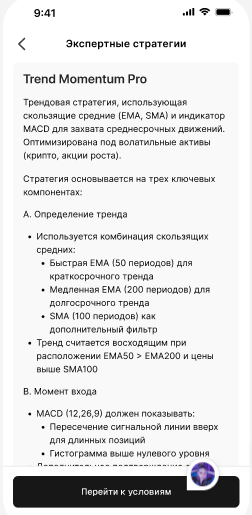 9:41
Экспертные стратегии
Trend Momentum Pro
Трендовая стратегия, использующая
скользящие средние (EMA, SMA) и индикатор
MACD для захвата среднесрочных движений.
Оптимизирована под волатильные активы
(крипто, акции роста).
Стратегия основывается на трех ключевых
компонентах:
A. Определение тренда
• Используется комбинация скользящих
средних:
• Быстрая EMA (50 периодов) для
краткосрочного тренда
• Медленная EMA (200 периодов) для
долгосрочного тренда
• SMA (100 периодов) как
дополнительный фильтр
• Тренд считается восходящим при
расположении EMA50 > EMA200 и цены
выше SMA100
B. Момент входа
• MACD (12,26,9) должен показывать:
• Пересечение сигнальной линии вверх
для длинных позиций
• Гистограмма выше нулевого уровня
Перейти к условиям